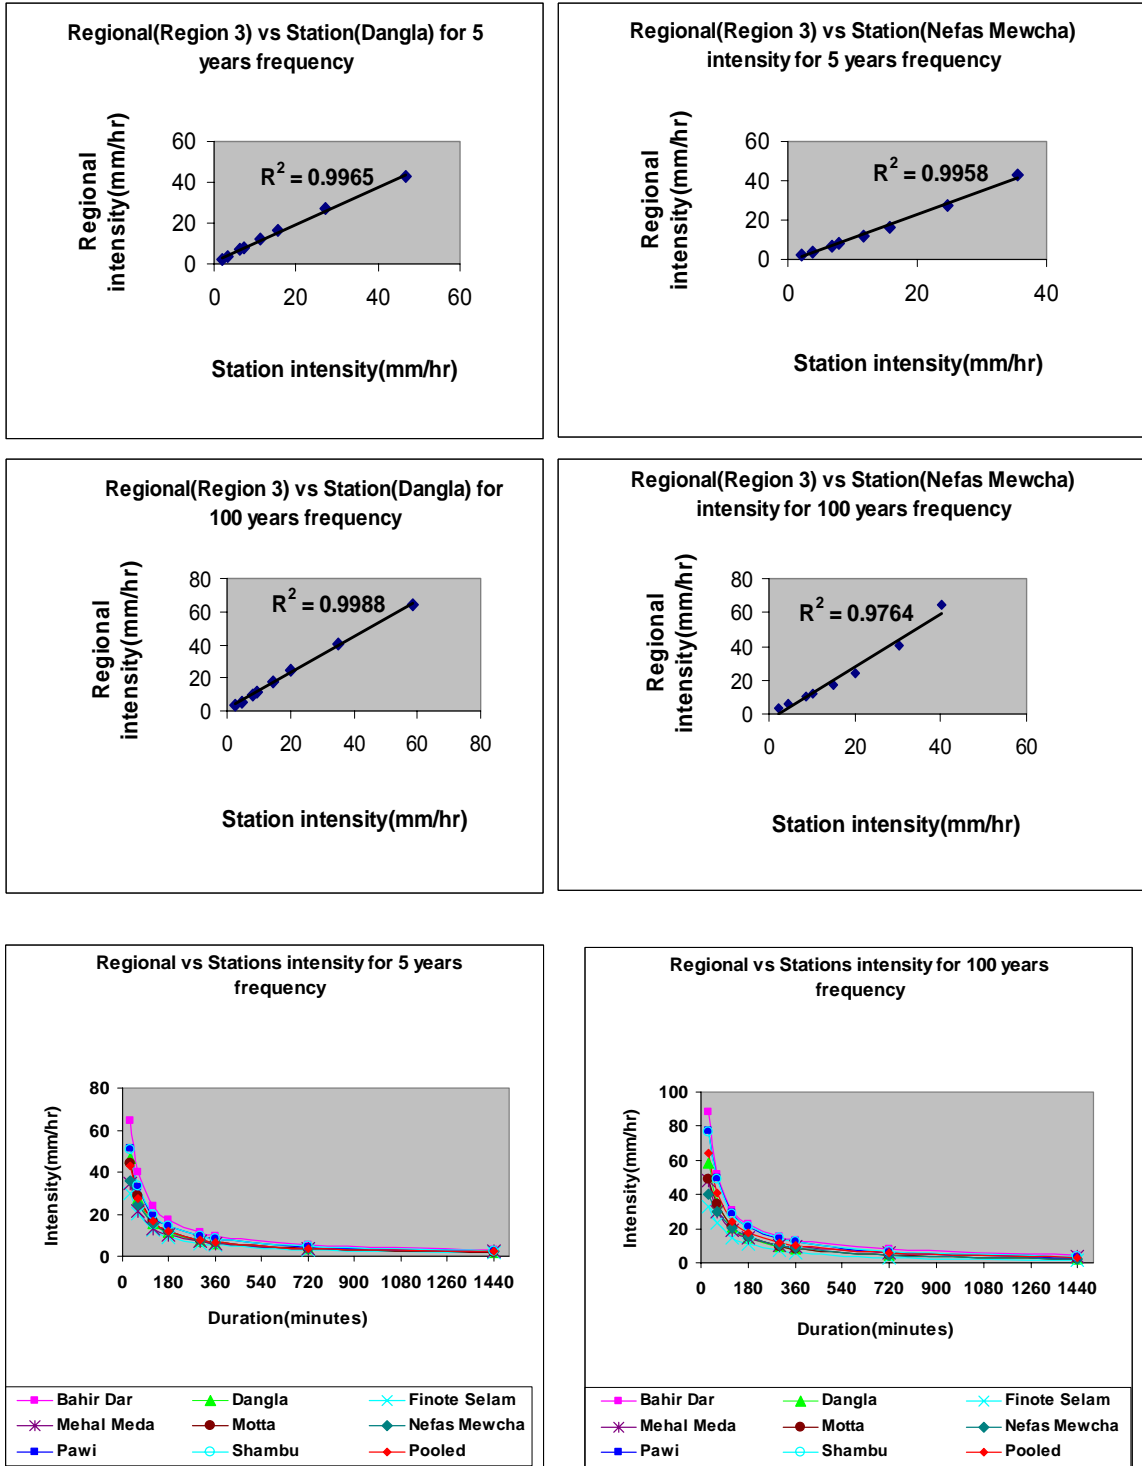 Regional(Region 3) vs Station(Dangla) for 5
years frequency
Regional
intensity(mm/hr)
60
40
20
0
R² = 0.9965
0 20 40 60
Station intensity(mm/hr)
Regional(Region 3) vs Station(Nefas Mewcha)
intensity for 5 years frequency
Regional
intensity(mm/hr)
60
40
20
0
R² = 0.9958
0 20 40
Station intensity(mm/hr)
Regional(Region 3) vs Station(Dangla) for
100 years frequency
Regional
intensity(mm/hr)
80
60
40
20
0
R² = 0.9988
0 20 40 60 80
Station intensity(mm/hr)
Regional(Region 3) vs Station(Nefas Mewcha)
intensity for 100 years frequency
Regional
intensity(mm/hr)
80
60
40
20
0
R² = 0.9764
0 20 40 60
Station intensity(mm/hr)
Regional vs Stations intensity for 5 years
frequency
Intensity(mm/hr)
80
60
40
20
0
0 180 360 540 720 900 1080 1260 1440
Duration(minutes)
Bahir Dar Dangla Finote Selam
Mehal Meda Motta Nefas Mewcha
Pawi Shambu Pooled
Regional vs Stations intensity for 100 years
frequency
Intensity(mm/hr)
100
80
60
40
20
0
0 180 360 540 720 900 1080 1260 1440
Duration(minutes)
Bahir Dar Dangla Finote Selam
Mehal Meda Motta Nefas Mewcha
Pawi Shambu Pooled